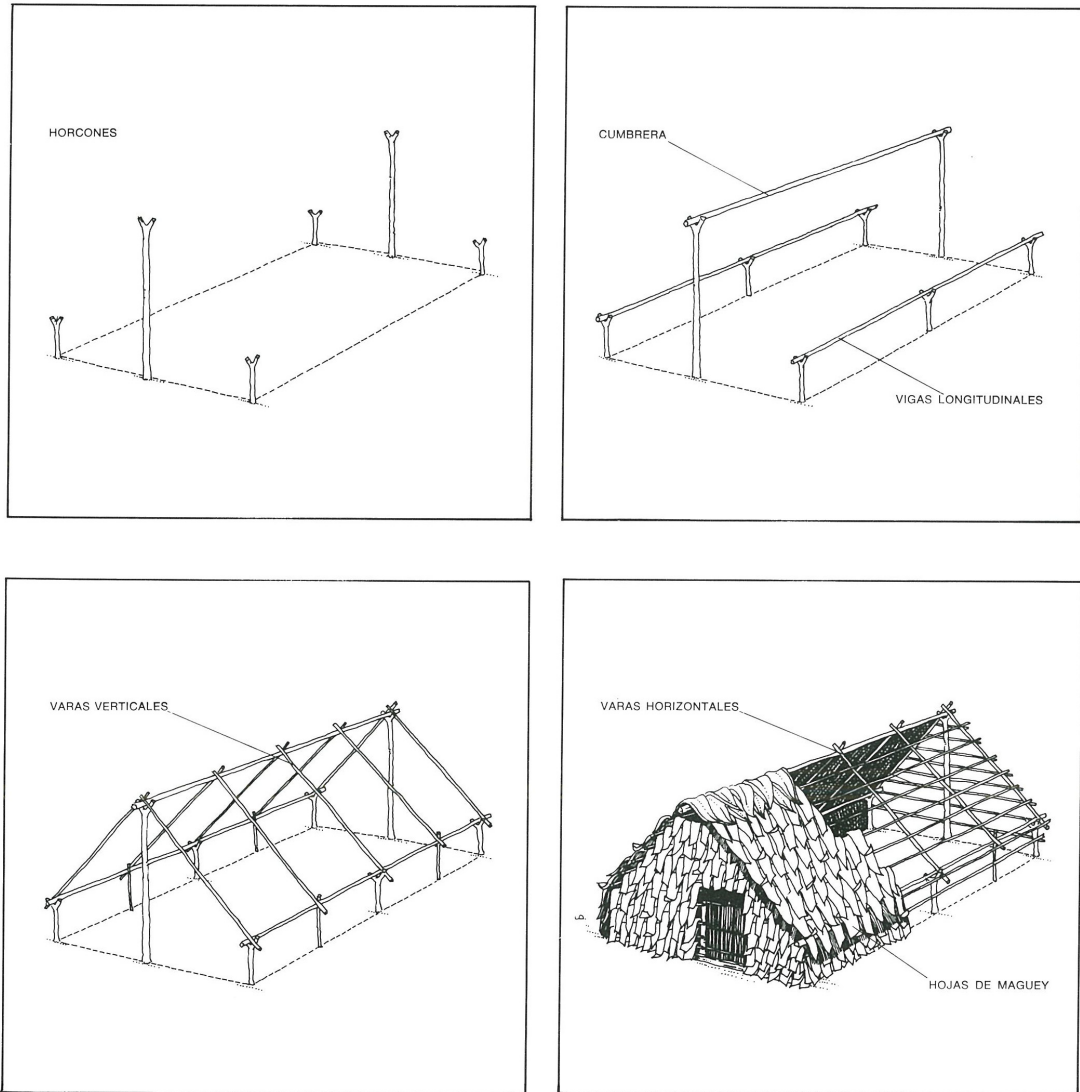 HORCONES
CUMBRERA
VIGAS LONGITUDINALES
VARAS VERTICALES
VARAS HORIZONTALES
HOJAS DE MAGUEY